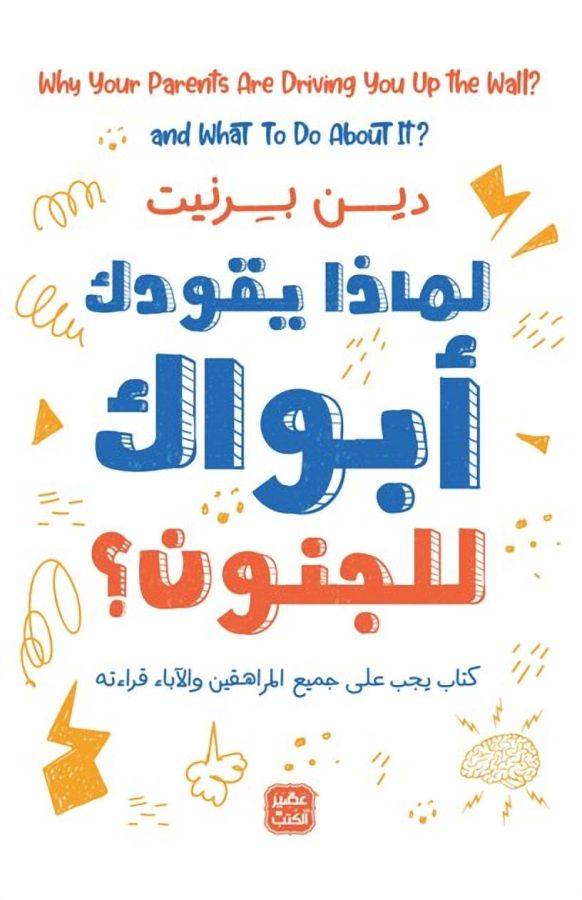 Why Your Parents Are Driving You Up the Wall?
and What To Do About It?
دين بيرنيت
لماذا يقودك
أبواك
للجنون؟
كتاب يجب على جميع المراهقين والآباء قراءته
عصير
الكتب